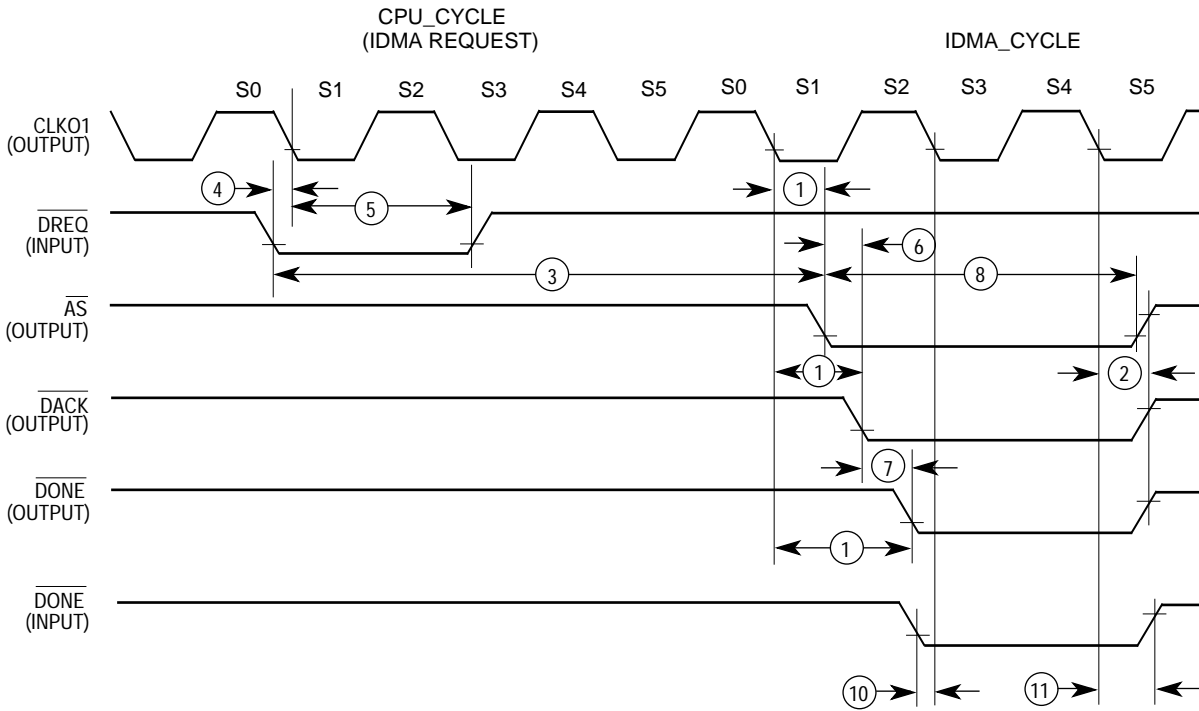 CPU_CYCLE
(IDMA REQUEST)
IDMA_CYCLE
S0 S1 S2 S3 S4 S5 S0 S1 S2 S3 S4 S5
CLKO1
(OUTPUT)
4
5
1
DREQ
(INPUT)
6
3
8
AS
(OUTPUT)
1
2
DACK
(OUTPUT)
7
DONE
(OUTPUT)
1
DONE
(INPUT)
10
11